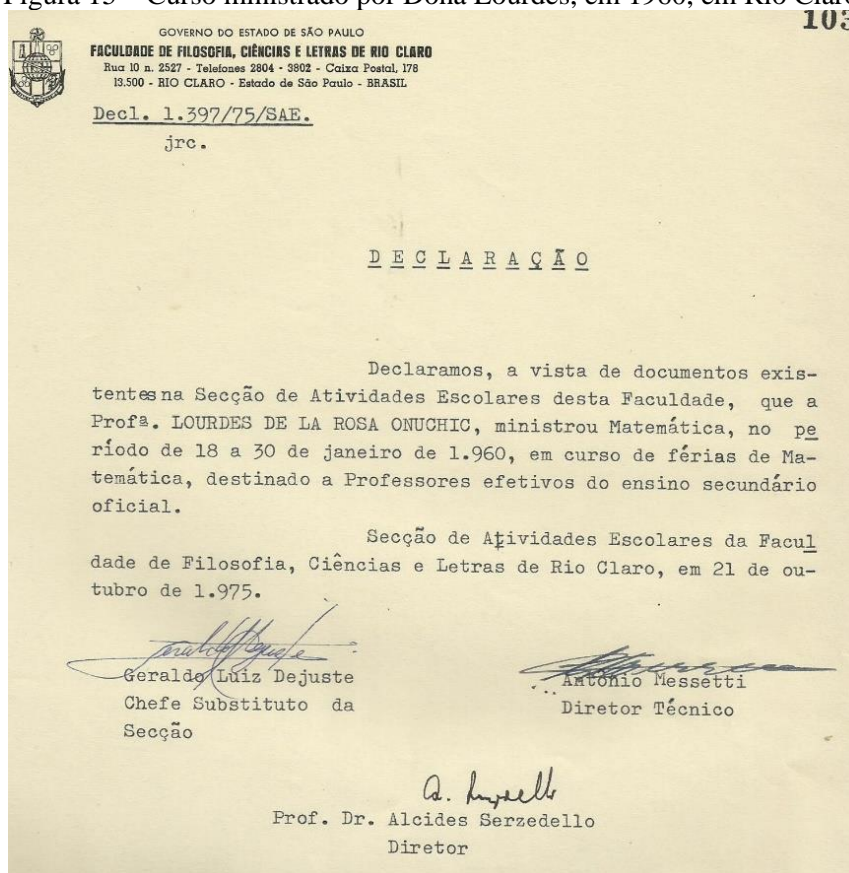 Figura 15 – Curso ministrado por Dona Lourdes, em 1960, em Rio Claro
103
GOVERNO DO ESTADO DE SÃO PAULO
FACULDADE DE FILOSOFIA, CIÊNCIAS E LETRAS DE RIO CLARO
Rua 10 n. 2527 - Telefones 2804 - 3802 - Caixa Postal, 178
13.500 - RIO CLARO - Estado de São Paulo - BRASIL
Decl. 1.397/75/SAE.
jrc.
D E C L A R A Ç Ã O
Declaramos, a vista de documentos exis-
tentes na Secção de Atividades Escolares desta Faculdade, que a
Profª. LOURDES DE LA ROSA ONUCHIC, ministrou Matemática, no pe
ríodo de 18 a 30 de janeiro de 1.960, em curso de férias de Ma-
temática, destinado a Professores efetivos do ensino secundário
oficial.
Secção de Atividades Escolares da Facul
dade de Filosofia, Ciências e Letras de Rio Claro, em 21 de ou-
tubro de 1.975.
Geraldo Luiz Dejuste
Chefe Substituto da
Secção
Antonio Messetti
Diretor Técnico
Prof. Dr. Alcides Serzedello
Diretor